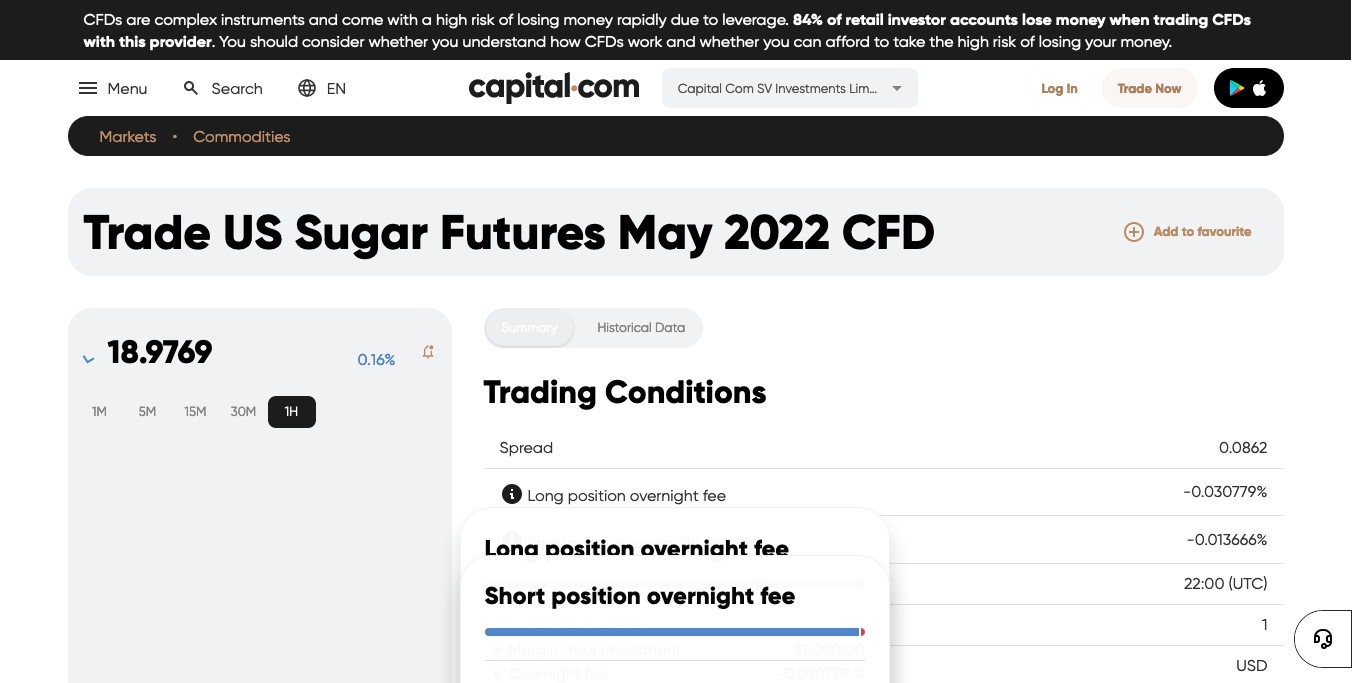 CFDs are complex instruments and come with a high risk of losing money rapidly due to leverage. 84% of retail investor accounts lose money when trading CFDs
with this provider. You should consider whether you understand how CFDs work and whether you can afford to take the high risk of losing your money.
Menu Search EN capital.com Capital Com SV Investments Lim... Log In Trade Now
Markets • Commodities
Trade US Sugar Futures May 2022 CFD Add to favourite
18.9769 0.16%
1M 5M 15M 30M 1H
Summary Historical Data
Trading Conditions
Spread 0.0862
Long position overnight fee -0.030779%
Long position overnight fee
-0.013666%
Short position overnight fee
22:00 (UTC)
1
Margin. Your investment $1,000.00
USD
Overnight fee -0.030779 %